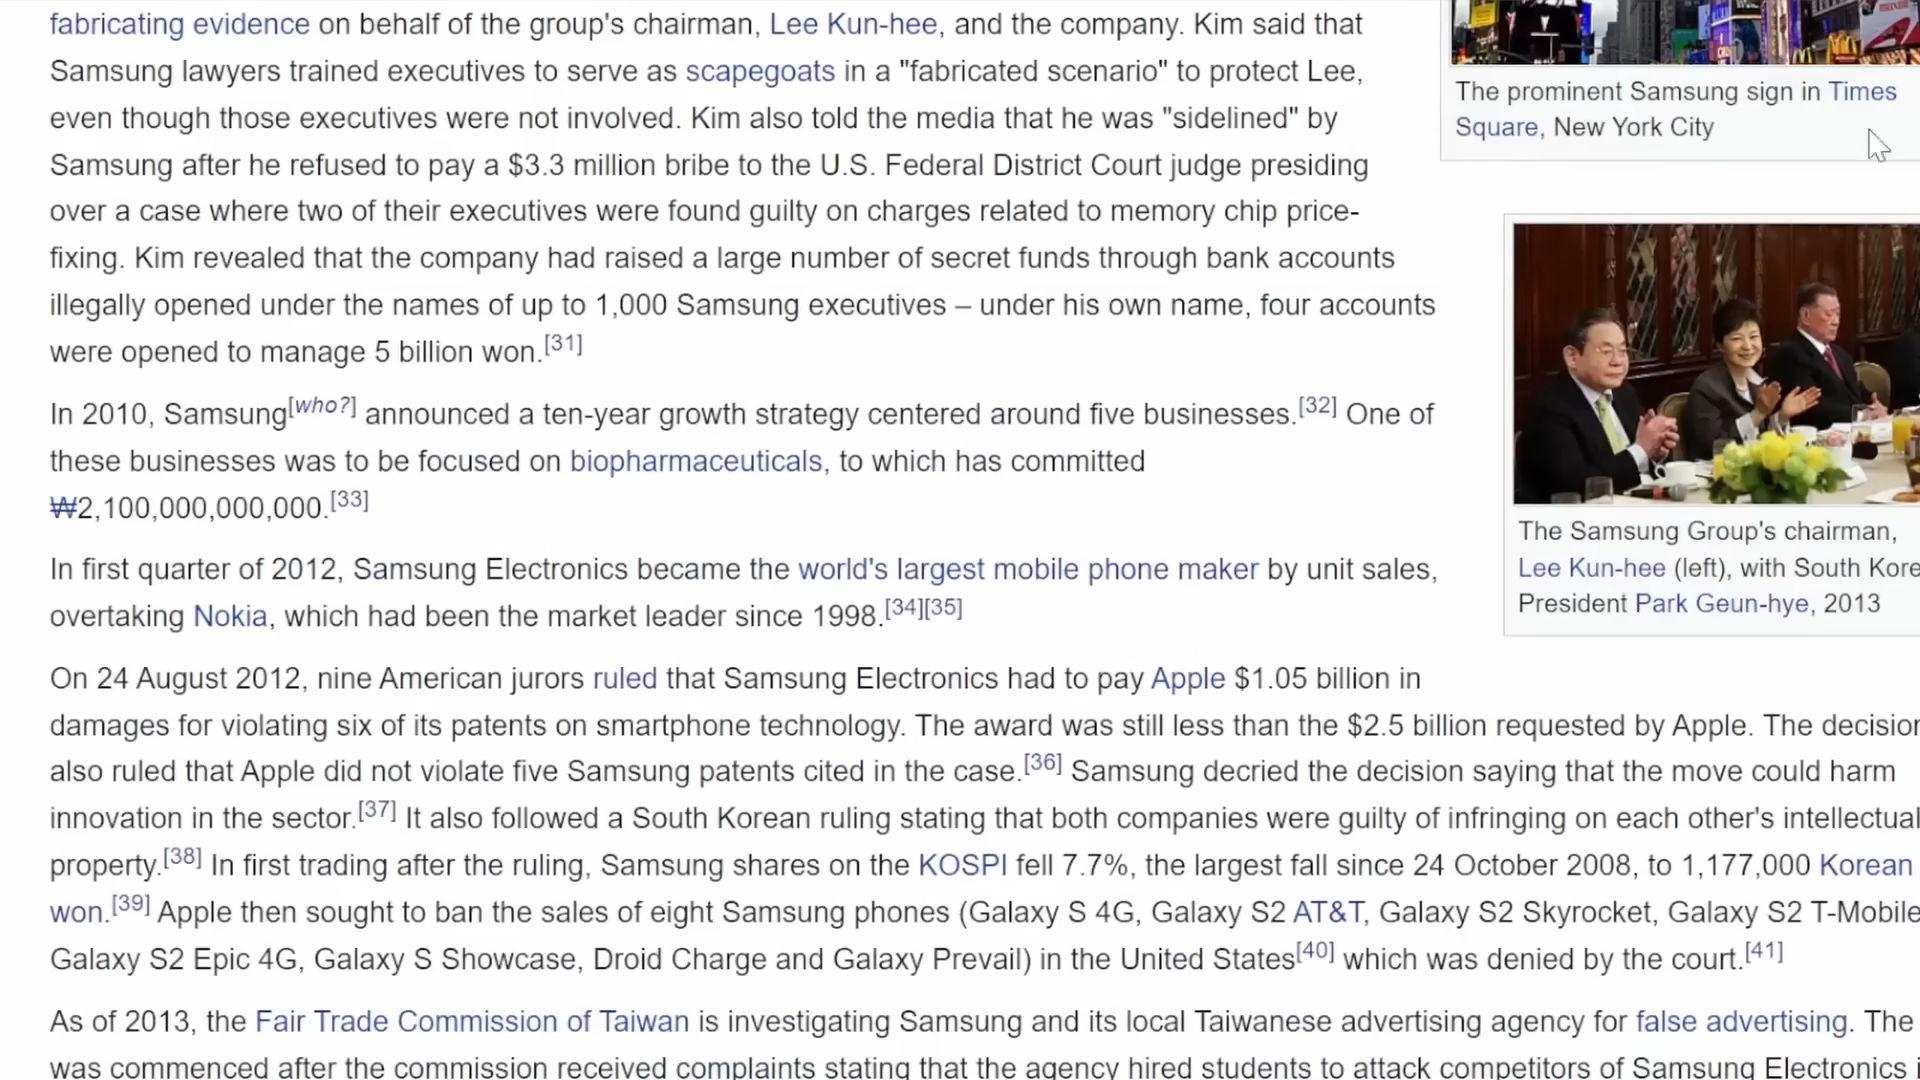 fabricating evidence on behalf of the group's chairman, Lee Kun-hee, and the company. Kim said that
Samsung lawyers trained executives to serve as scapegoats in a "fabricated scenario" to protect Lee,
even though those executives were not involved. Kim also told the media that he was "sidelined" by
Samsung after he refused to pay a $3.3 million bribe to the U.S. Federal District Court judge presiding
over a case where two of their executives were found guilty on charges related to memory chip price-
fixing. Kim revealed that the company had raised a large number of secret funds through bank accounts
illegally opened under the names of up to 1,000 Samsung executives – under his own name, four accounts
were opened to manage 5 billion won.[31]
In 2010, Samsung[who?] announced a ten-year growth strategy centered around five businesses.[32] One of
these businesses was to be focused on biopharmaceuticals, to which has committed
₩2,100,000,000,000.[33]
In first quarter of 2012, Samsung Electronics became the world's largest mobile phone maker by unit sales,
overtaking Nokia, which had been the market leader since 1998.[34][35]
On 24 August 2012, nine American jurors ruled that Samsung Electronics had to pay Apple $1.05 billion in
damages for violating six of its patents on smartphone technology. The award was still less than the $2.5 billion requested by Apple. The decision
also ruled that Apple did not violate five Samsung patents cited in the case.[36] Samsung decried the decision saying that the move could harm
innovation in the sector.[37] It also followed a South Korean ruling stating that both companies were guilty of infringing on each other's intellectual
property.[38] In first trading after the ruling, Samsung shares on the KOSPI fell 7.7%, the largest fall since 24 October 2008, to 1,177,000 Korean
won.[39] Apple then sought to ban the sales of eight Samsung phones (Galaxy S 4G, Galaxy S2 AT&T, Galaxy S2 Skyrocket, Galaxy S2 T-Mobile
Galaxy S2 Epic 4G, Galaxy S Showcase, Droid Charge and Galaxy Prevail) in the United States[40] which was denied by the court.[41]
As of 2013, the Fair Trade Commission of Taiwan is investigating Samsung and its local Taiwanese advertising agency for false advertising. The
was commenced after the commission received complaints stating that the agency hired students to attack competitors of Samsung Electronics i
The prominent Samsung sign in Times
Square, New York City
The Samsung Group's chairman,
Lee Kun-hee (left), with South Kore
President Park Geun-hye, 2013